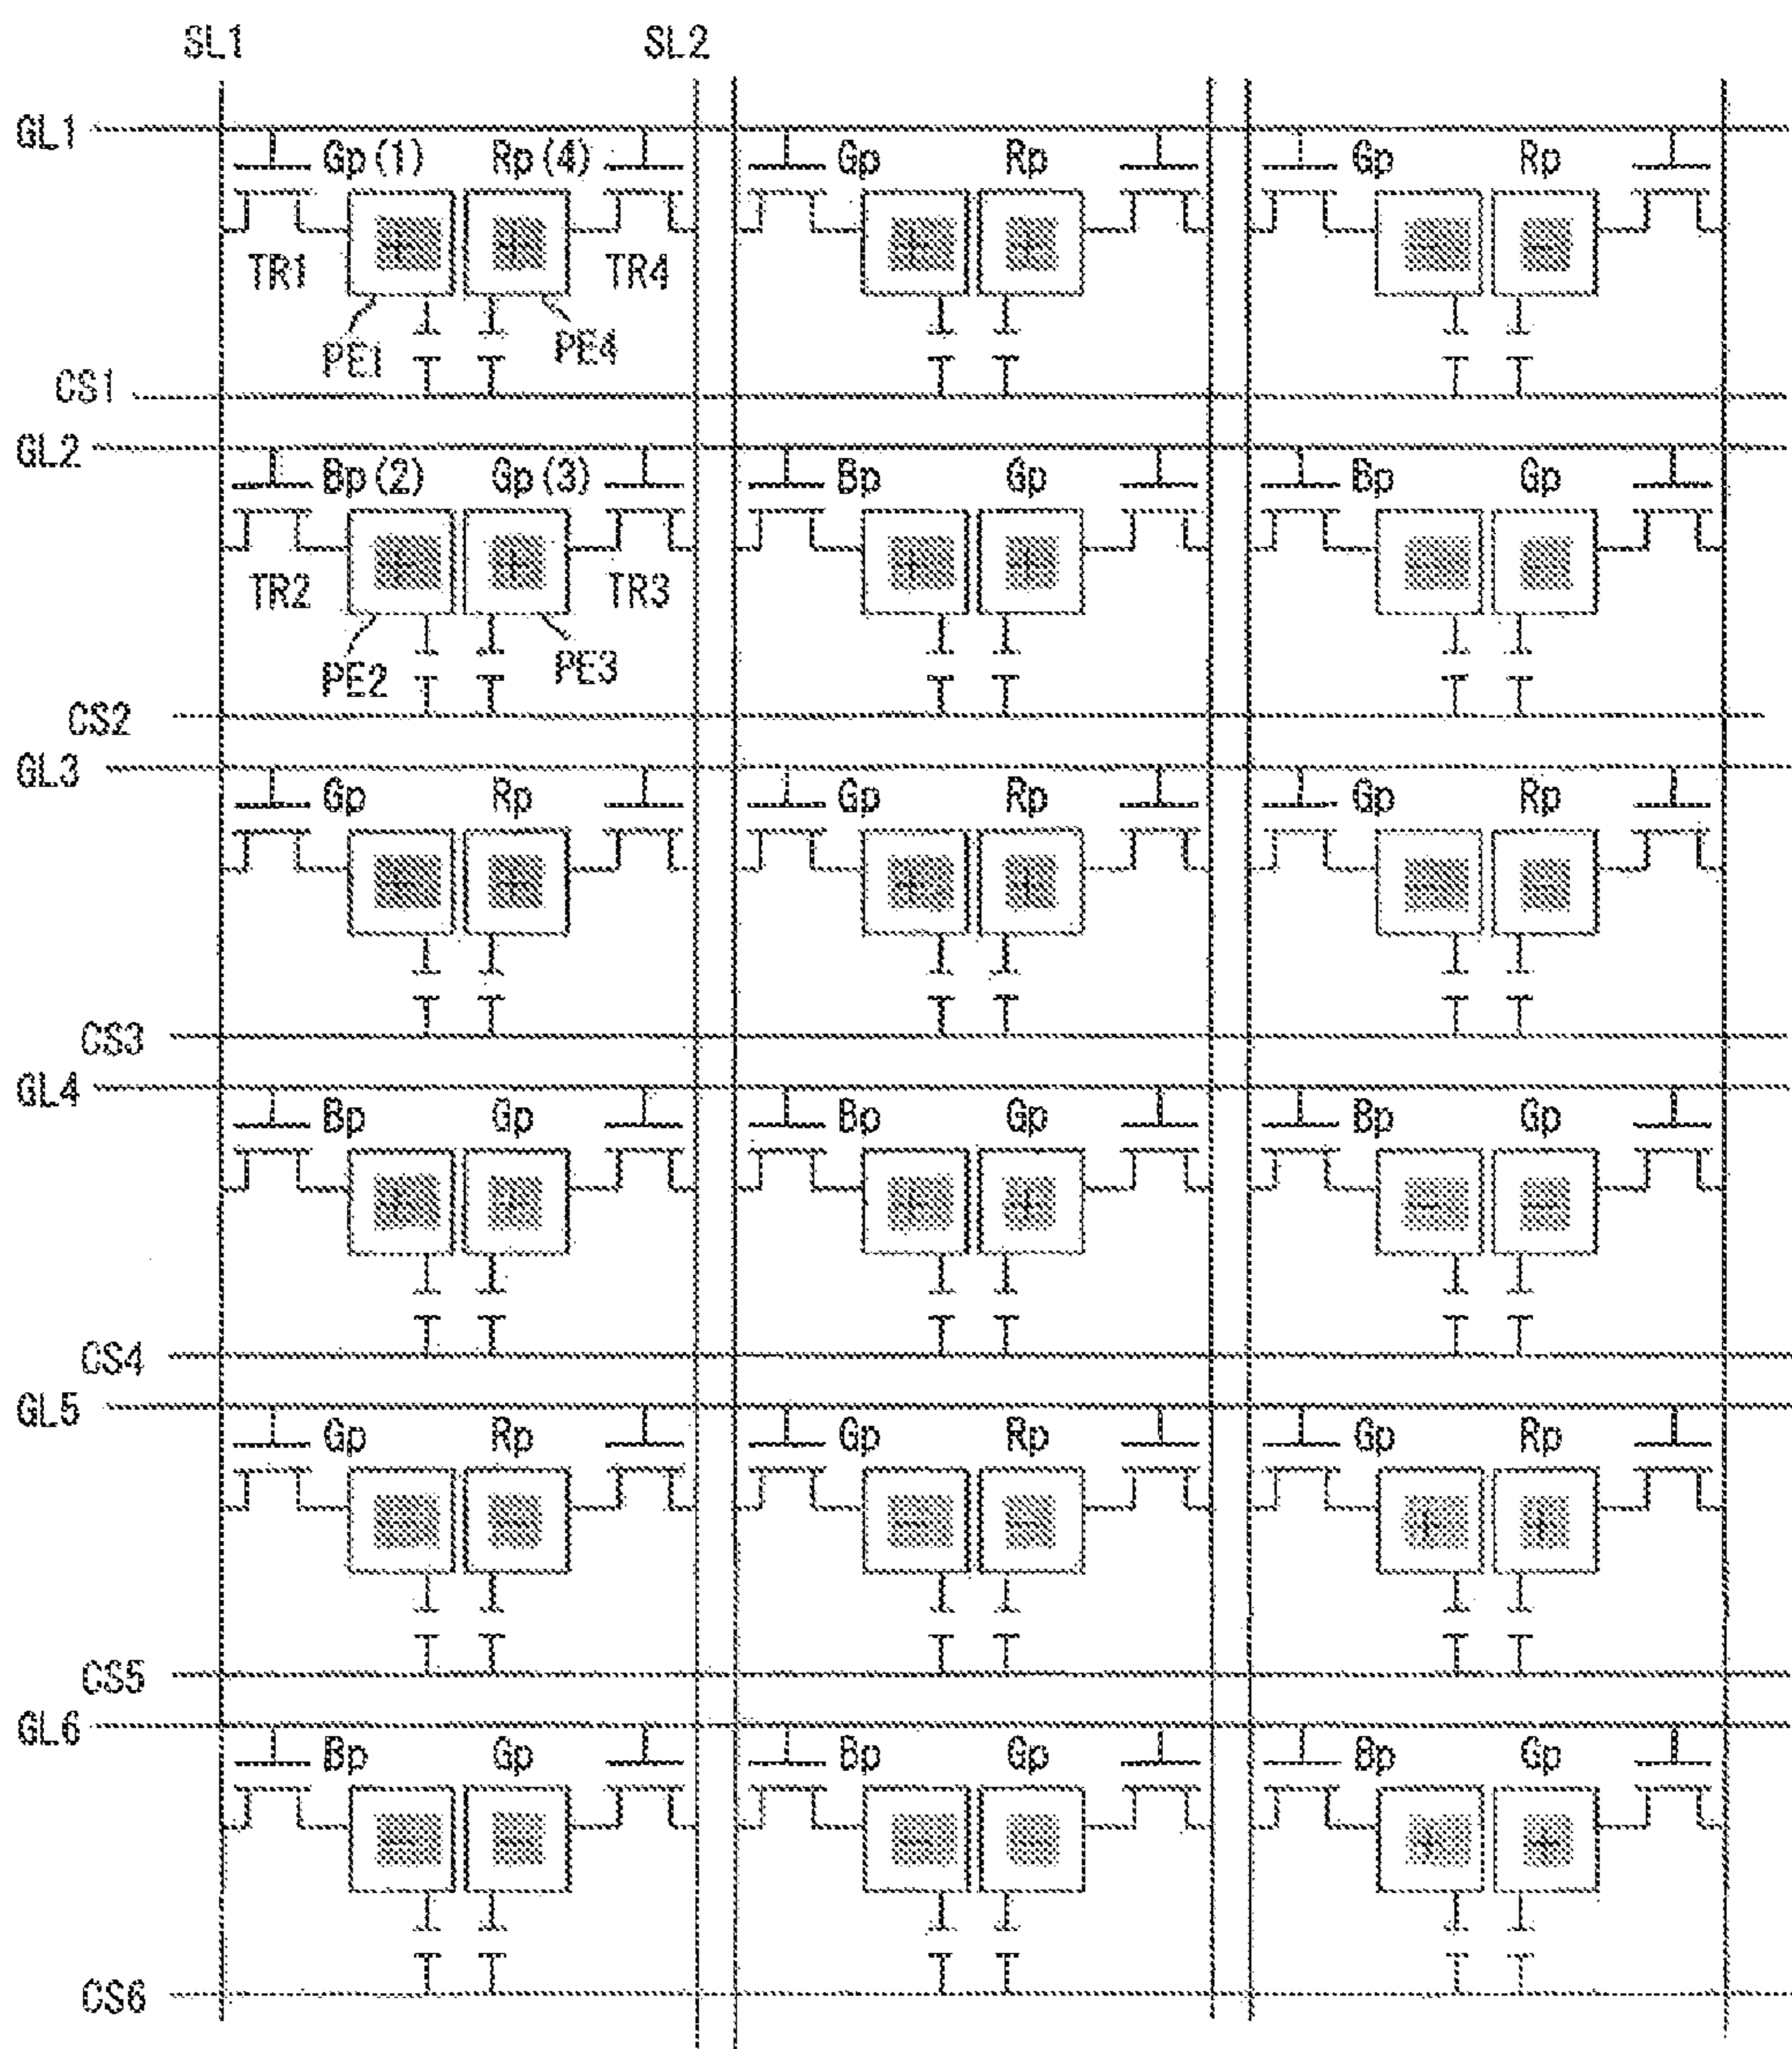 SL1 SL2
GL1
Gp(1) Rp(4) Gp Rp Gp Rp
+ + + + - -
TR1 TR4
PE1 PE4
CS1
GL2
Bp(2) Gp(3) Bp Gp Bp Gp
+ + + + - -
TR2 TR3
PE2 PE3
CS2
GL3
Gp Rp Gp Rp Gp Rp
+ + + + - -
CS3
GL4
Bp Gp Bp Gp Bp Gp
+ + + + - -
CS4
GL5
Gp Rp Gp Rp Gp Rp
- - - - + +
CS5
GL6
Bp Gp Bp Gp Bp Gp
- - - - + +
CS6